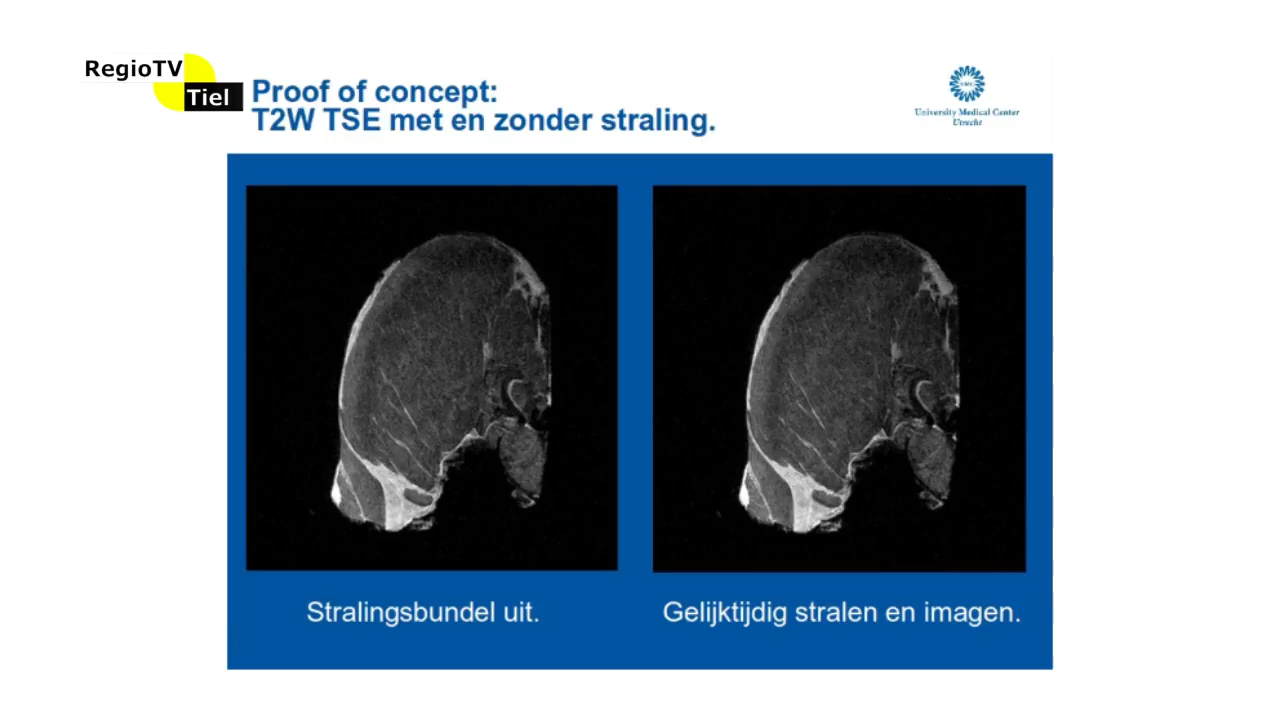 RegioTV
Tiel
Proof of concept:
T2W TSE met en zonder straling.
University Medical Center
Utrecht
Stralingsbundel uit.
Gelijktijdig stralen en imagen.